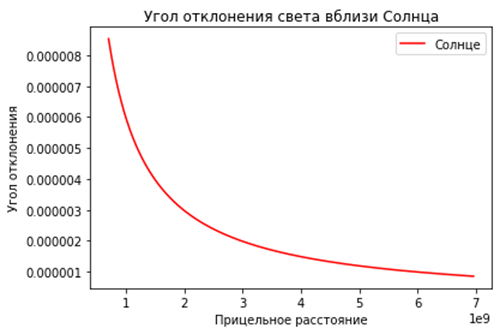 Угол отклонения света вблизи Солнца
Солнце
Угол отклонения
0.000008
0.000007
0.000006
0.000005
0.000004
0.000003
0.000002
0.000001
1 2 3 4 5 6 7
1e9
Прицельное расстояние